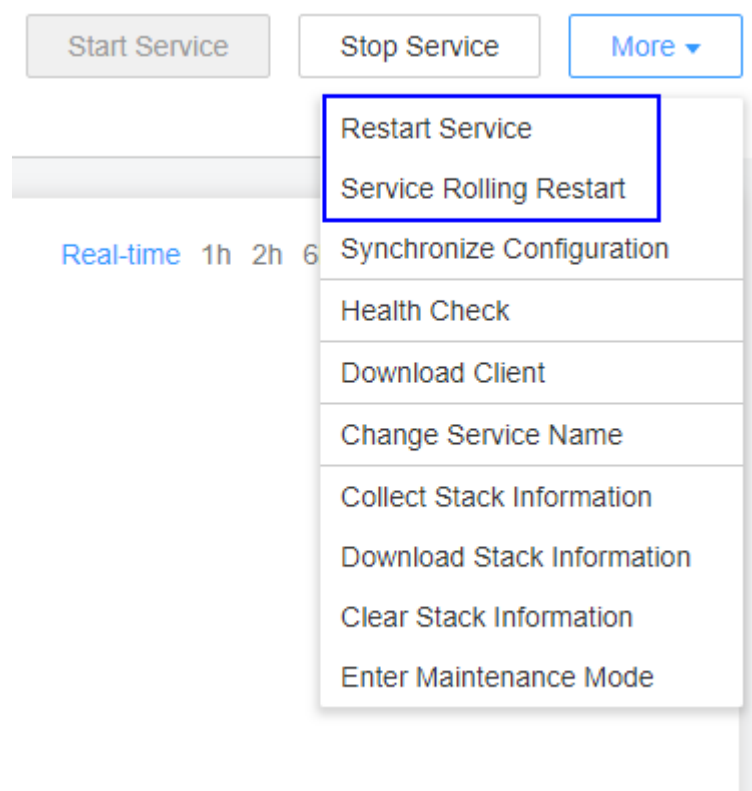 Start Service Stop Service More
Restart Service
Service Rolling Restart
Real-time 1h 2h 6 Synchronize Configuration
Health Check
Download Client
Change Service Name
Collect Stack Information
Download Stack Information
Clear Stack Information
Enter Maintenance Mode